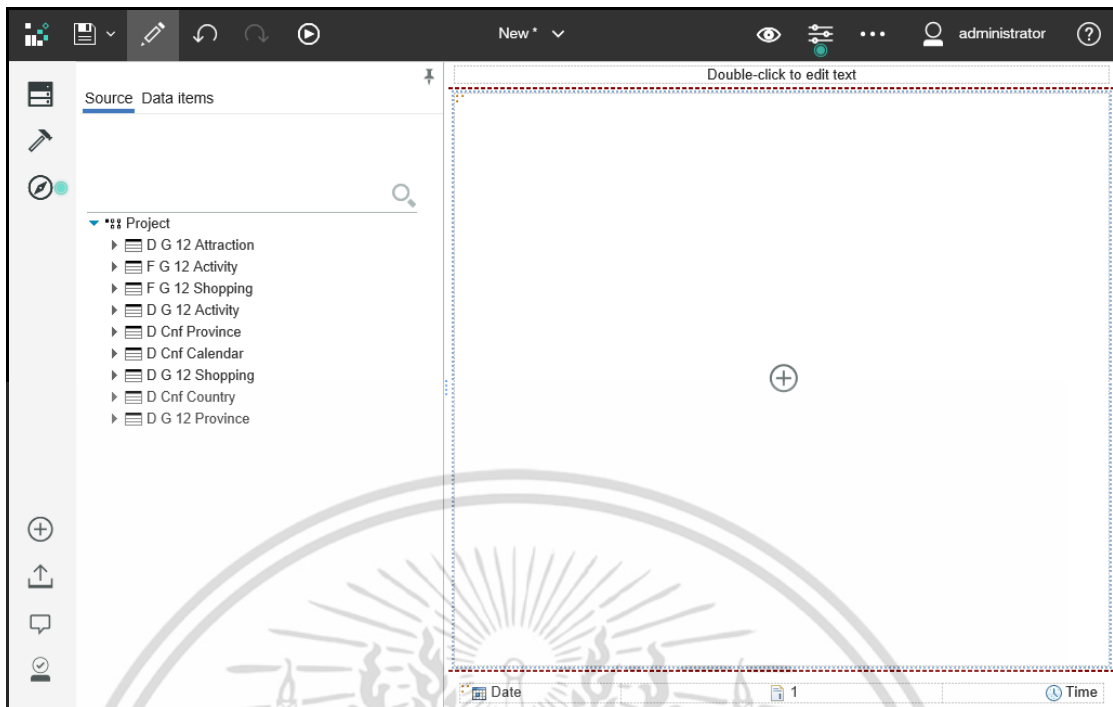 New * administrator ?
Double-click to edit text
Source Data items
Project
D G 12 Attraction
F G 12 Activity
F G 12 Shopping
D G 12 Activity
D Cnf Province
D Cnf Calendar
D G 12 Shopping
D Cnf Country
D G 12 Province
Date 1 Time